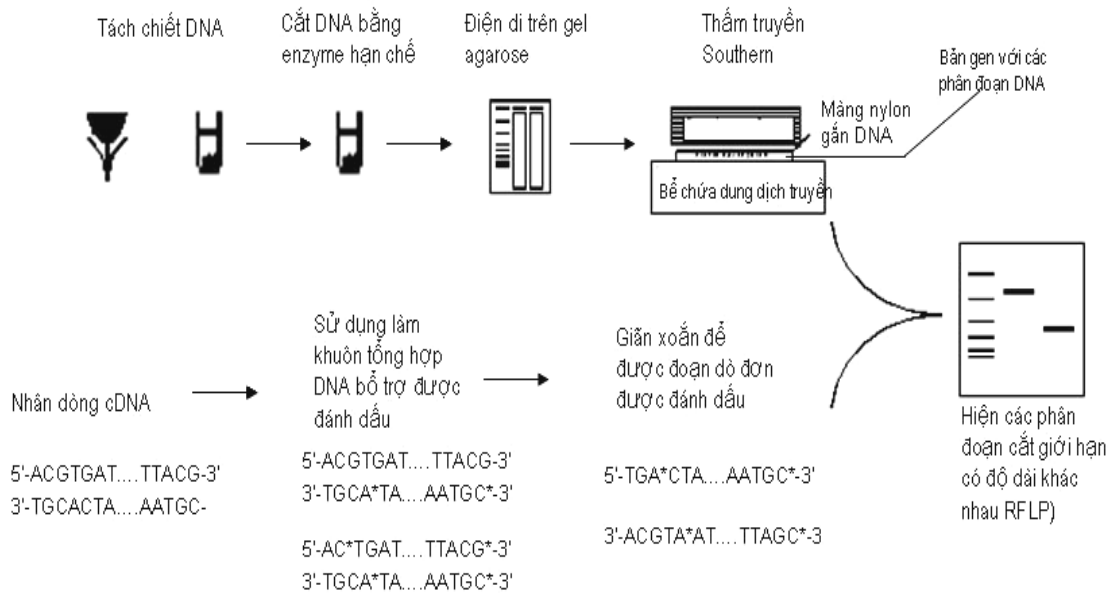 Tách chiết DNA
Cắt DNA bằng
enzyme hạn chế
Điện di trên gel
agarose
Thấm truyền
Southern
Bản gen với các
phân đoạn DNA
Màng nylon
gắn DNA
Bể chứa dung dịch truyền
Nhân dòng cDNA
5'-ACGTGAT....TTACG-3'
3'-TGCACTA....AATGC-
Sử dụng làm
khuôn tổng hợp
DNA bổ trợ được
đánh dấu
5'-ACGTGAT....TTACG-3'
3'-TGCA*TA....AATGC*-3'
5'-AC*TGAT....TTACG*-3'
3'-TGCA*TA....AATGC*-3'
Giãn xoắn để
được đoạn dò đơn
được đánh dấu
5'-TGA*CTA....AATGC*-3'
3'-ACGTA*AT....TTAGC*-3
Hiện các phân
đoạn cắt giới hạn
có độ dài khác
nhau RFLP)